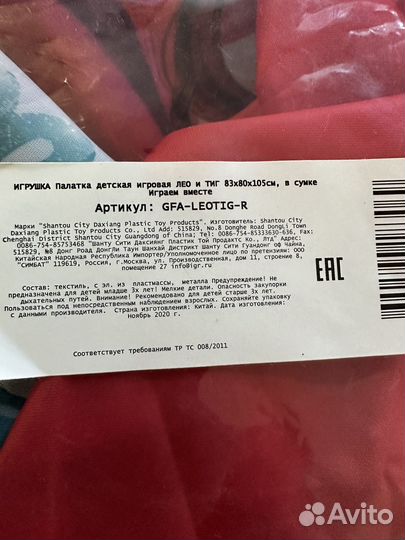 ИГРУШКА Палатка детская игровая ЛЕО и ТИГ 83х80х105см, в сумке
Играем вместе
Артикул: GFA-LEOTIG-R
Марки "Shantou City Daxiang Plastic Toy Products". Изготовитель: Shantou City
Daxiang Plastic Toy Products Co., Ltd Add: 515829, No.8 Donghe Road DongLi Town
Chenghai District Shantou City Guangdong of China; Tel: 0086-754-85333630-636, Fax:
0086-754-85753468 "Шанту Сити Даксиянг Пластик Той Продактс Ко., лтд" Адрес:
515829, №8 Донг Роад ДонгЛи Таун Шанхай Дистрикт Шанту Сити Гуандонг оф Чайна,
Китайская Народная Республика Импортер/Уполномоченное лицо по претензиям: ООО
"СИМБАТ" 119619, Россия, г.Москва, ул. Производственная, дом 11, строение 8,
помещение 27 info@igr.ru
EAC
Состав: текстиль, с эл. из пластмассы, металла Предупреждение! Не
предназначена для детей младше 3х лет! Мелкие детали. Опасность закупорки
дыхательных путей. Внимание! Рекомендовано для детей старше 3х лет.
Пользоваться под непосредственным наблюдением взрослых. Сохраняйте упаковку
с данными производителя. Страна изготовления: Китай. Дата изготовления:
Ноябрь 2020 г.
Соответствует требованиям ТР ТС 008/2011
Avito